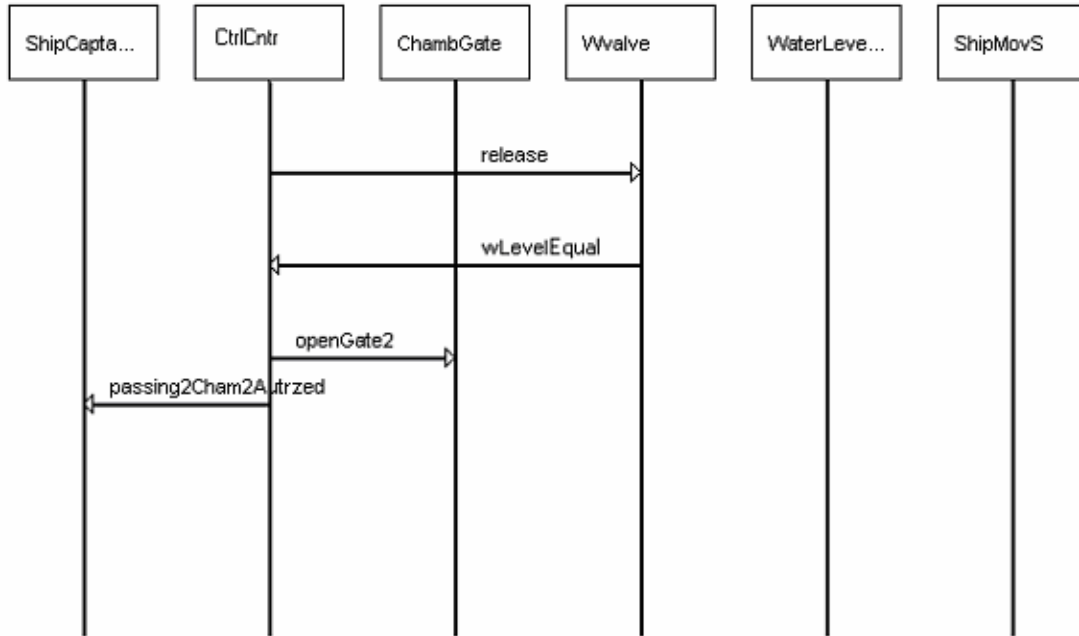 ShipCapta...
CtrlCntr
ChambGate
Wvalve
WaterLeve...
ShipMovS
release
wLevelEqual
openGate2
passing2Cham2Autrzed